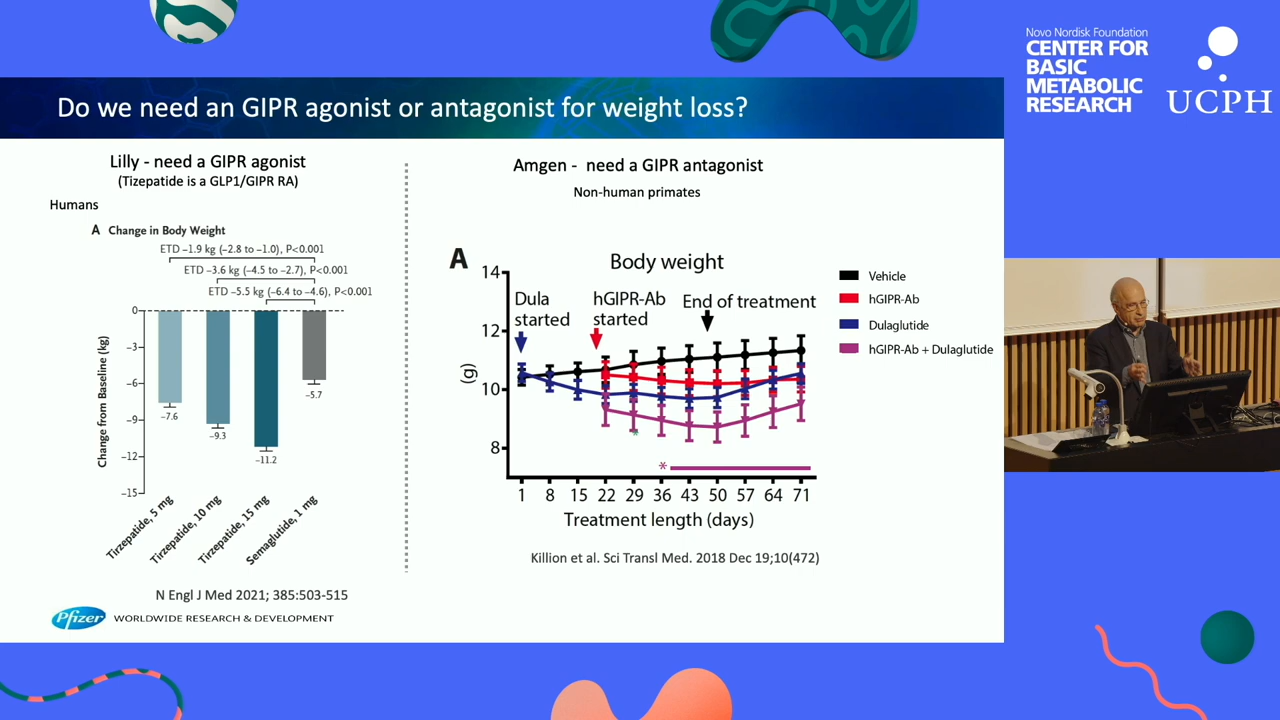 Novo Nordisk Foundation
CENTER FOR
BASIC
METABOLIC
RESEARCH
UCPH
Do we need an GIPR agonist or antagonist for weight loss?
Lilly - need a GIPR agonist
(Tizepatide is a GLP1/GIPR RA)
Humans
A Change in Body Weight
ETD −1.9 kg (−2.8 to −1.0), P<0.001
ETD −3.6 kg (−4.5 to −2.7), P<0.001
ETD −5.5 kg (−6.4 to −4.6), P<0.001
Change from Baseline (kg)
0
−3
−6
−9
−12
−15
−7.6
−9.3
−11.2
−5.7
Tirzepatide, 5 mg
Tirzepatide, 10 mg
Tirzepatide, 15 mg
Semaglutide, 1 mg
N Engl J Med 2021; 385:503-515
Pfizer
WORLDWIDE RESEARCH & DEVELOPMENT
Amgen - need a GIPR antagonist
Non-human primates
A
Body weight
(g)
14
12
10
8
Dula
started
hGIPR-Ab
started
End of treatment
Vehicle
hGIPR-Ab
Dulaglutide
hGIPR-Ab + Dulaglutide
*
*
1 8 15 22 29 36 43 50 57 64 71
Treatment length (days)
Killion et al. Sci Transl Med. 2018 Dec 19;10(472)